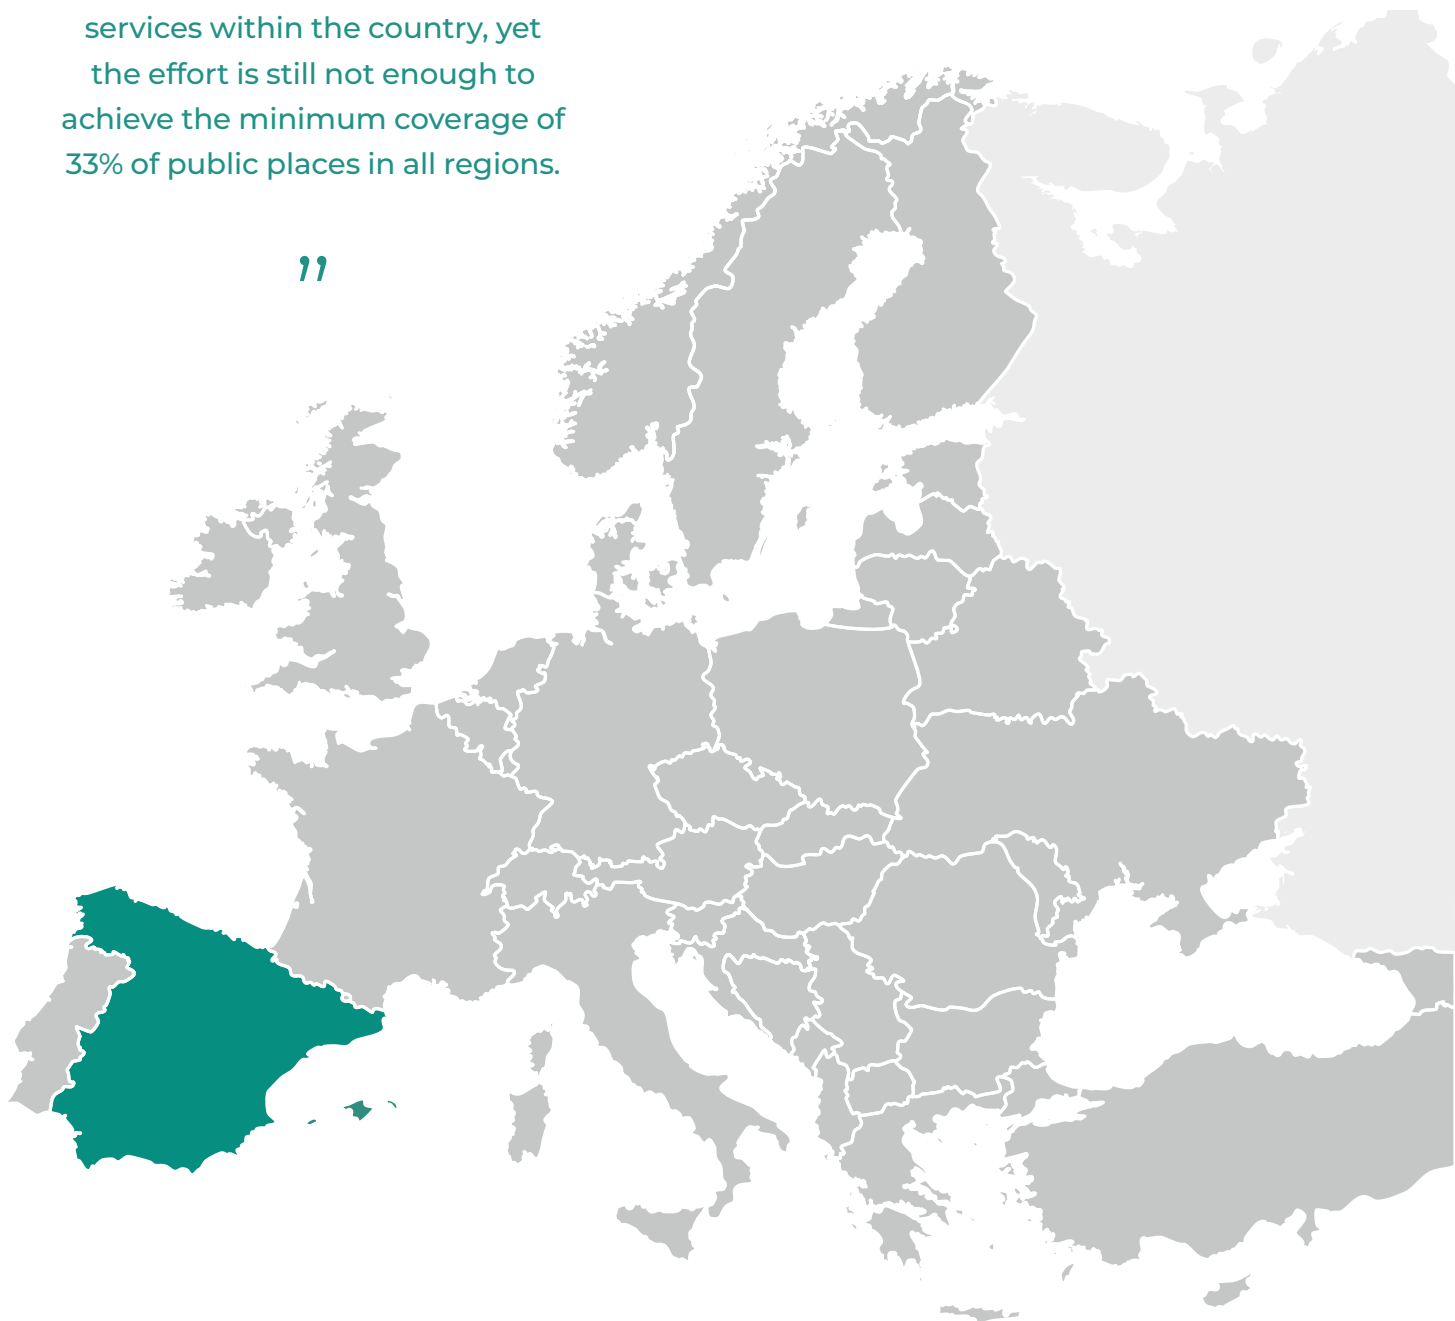 services within the country, yet
the effort is still not enough to
achieve the minimum coverage of
33% of public places in all regions.
”